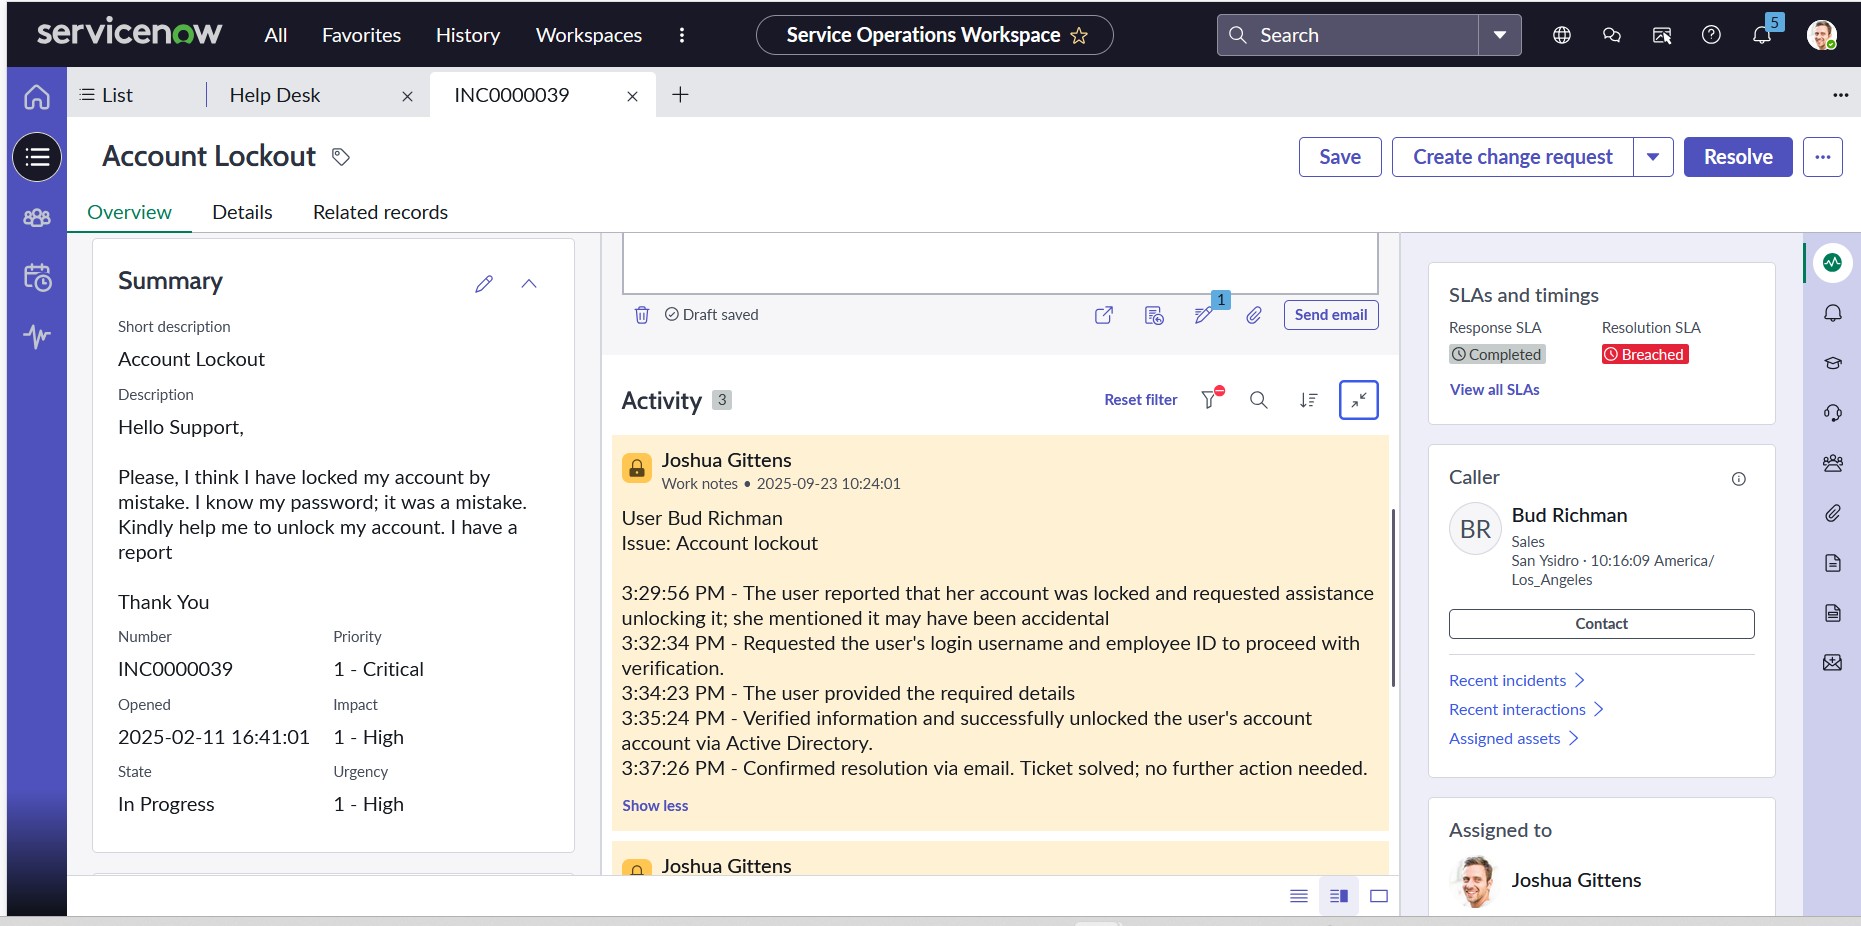 servicenow All Favorites History Workspaces Service Operations Workspace Search 5
List Help Desk INC0000039
Account Lockout Save Create change request Resolve
Overview Details Related records
Summary
Short description
Account Lockout
Description
Hello Support,
Please, I think I have locked my account by
mistake. I know my password; it was a mistake.
Kindly help me to unlock my account. I have a
report
Thank You
Number Priority
INC0000039 1 - Critical
Opened Impact
2025-02-11 16:41:01 1 - High
State Urgency
In Progress 1 - High
Draft saved 1 Send email
Activity 3 Reset filter
Joshua Gittens
Work notes • 2025-09-23 10:24:01
User Bud Richman
Issue: Account lockout
3:29:56 PM - The user reported that her account was locked and requested assistance
unlocking it; she mentioned it may have been accidental
3:32:34 PM - Requested the user's login username and employee ID to proceed with
verification.
3:34:23 PM - The user provided the required details
3:35:24 PM - Verified information and successfully unlocked the user's account
account via Active Directory.
3:37:26 PM - Confirmed resolution via email. Ticket solved; no further action needed.
Show less
Joshua Gittens
SLAs and timings
Response SLA Resolution SLA
Completed Breached
View all SLAs
Caller
BR Bud Richman
Sales
San Ysidro · 10:16:09 America/
Los_Angeles
Contact
Recent incidents
Recent interactions
Assigned assets
Assigned to
Joshua Gittens